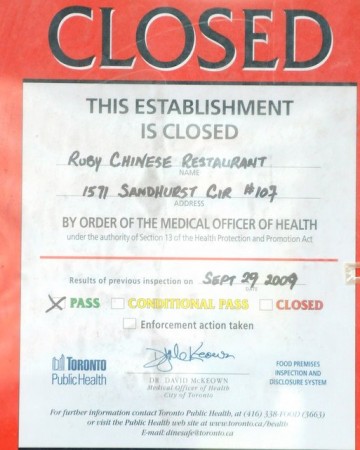 CLOSED
THIS ESTABLISHMENT
IS CLOSED
RUBY CHINESE RESTAURANT
NAME
1571 SANDHURST CIR #107
ADDRESS
BY ORDER OF THE MEDICAL OFFICER OF HEALTH
under the authority of Section 13 of the Health Protection and Promotion Act
Results of previous inspection on SEPT 29 2009
DATE
X PASS CONDITIONAL PASS CLOSED
Enforcement action taken
TORONTO
Public Health
DR. DAVID McKEOWN
Medical Officer of Health
City of Toronto
FOOD PREMISES
INSPECTION AND
DISCLOSURE SYSTEM
For further information contact Toronto Public Health, at (416) 338-FOOD (3663)
or visit the Public web site at www.toronto.ca/health
E-mail: dinesafe@toronto.ca